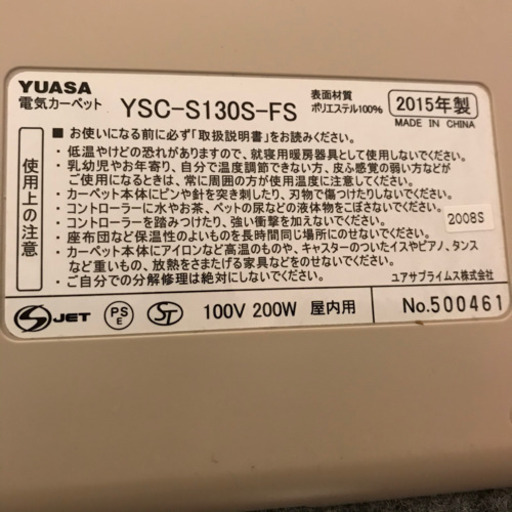 YUASA
電気カーペット YSC-S130S-FS
表面材質
ポリエステル100%
2015年製
MADE IN CHINA
使用上の注意
■お使いになる前に必ず「取扱説明書」をお読みください。
・低温やけどの恐れがありますので、就寝用暖房器具として使用しないでください。
・乳幼児やお年寄り、自分で温度調節できない方、皮ふ感覚の弱い方などが
ご使用になるときは、常に周囲の方が使用温度に注意してください。
・カーペット本体にピンや針を突き刺したり、刃物で傷つけたりしないでください。
・コントローラーに水やお茶、ペットの尿などの液体物をこぼさないでください。
・コントローラーを踏みつけたり、強い衝撃を加えないでください。
・座布団など保温性のよいものを長時間同じ場所にのせないでください。
・カーペット本体にアイロンなど高温のものや、キャスターのついたイスやピアノ、タンス
など重いもの、放熱をさまたげる家具などをのせないでください。
・ご自分での分解修理は絶対にしないでください。
2008S
ユアサプライムス株式会社
S JET
PS
E
ST
100V 200W 屋内用
No.500461